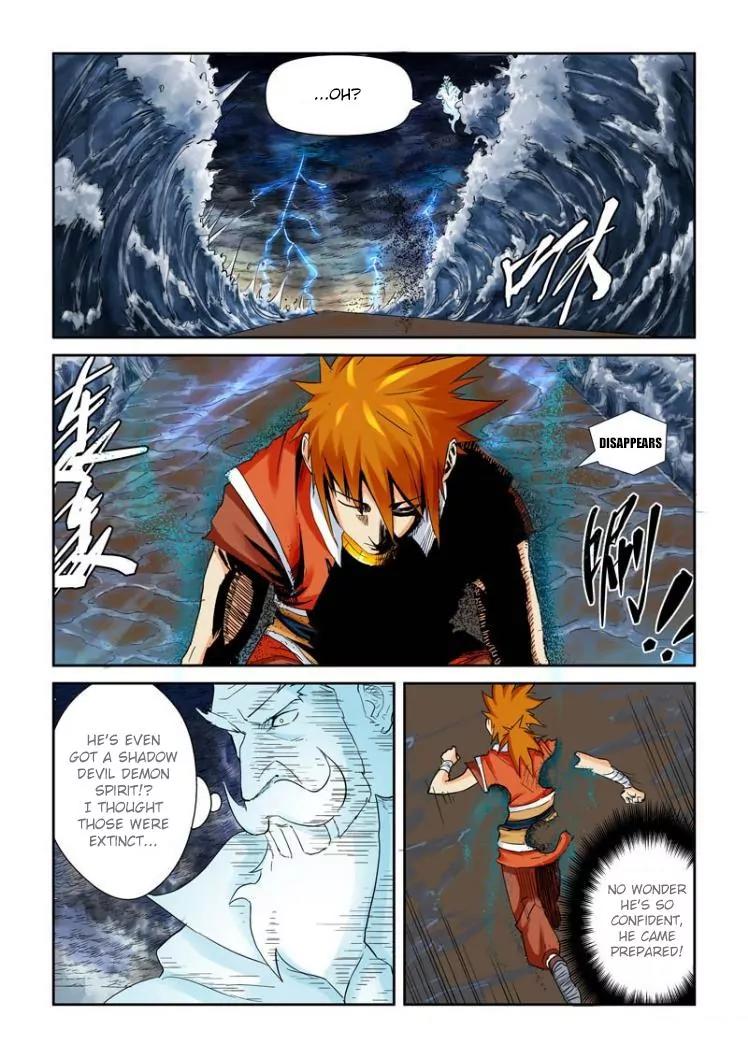 ...OH?
DISAPPEARS
HE'S EVEN
GOT A SHADOW
DEVIL DEMON
SPIRIT!?
I THOUGHT
THOSE WERE
EXTINCT...
NO WONDER
HE'S SO
CONFIDENT,
HE CAME
PREPARED!